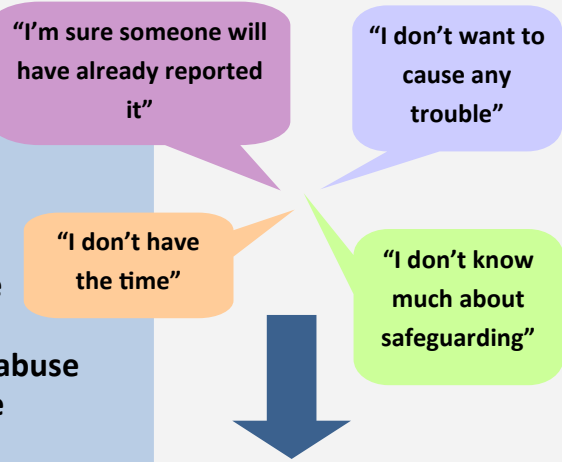 “I’m sure someone will
have already reported
it”
“I don’t want to
cause any
trouble”
“I don’t have
the time”
“I don’t know
much about
safeguarding”
abuse